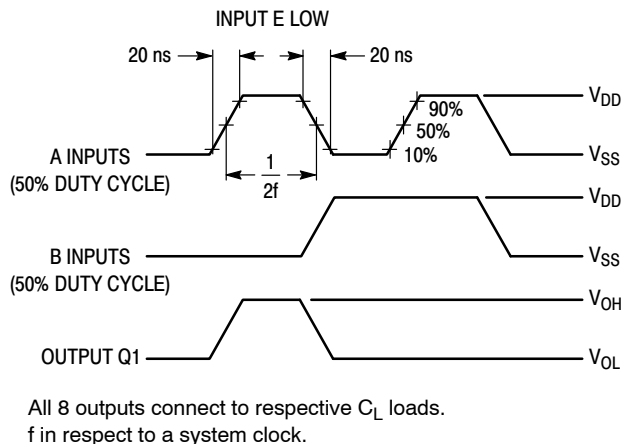 INPUT E LOW
20 ns
20 ns
V_DD
90%
50%
10%
A INPUTS
(50% DUTY CYCLE)
1
2f
V_SS
V_DD
B INPUTS
(50% DUTY CYCLE)
V_SS
V_OH
OUTPUT Q1
V_OL
All 8 outputs connect to respective C_L loads.
f in respect to a system clock.